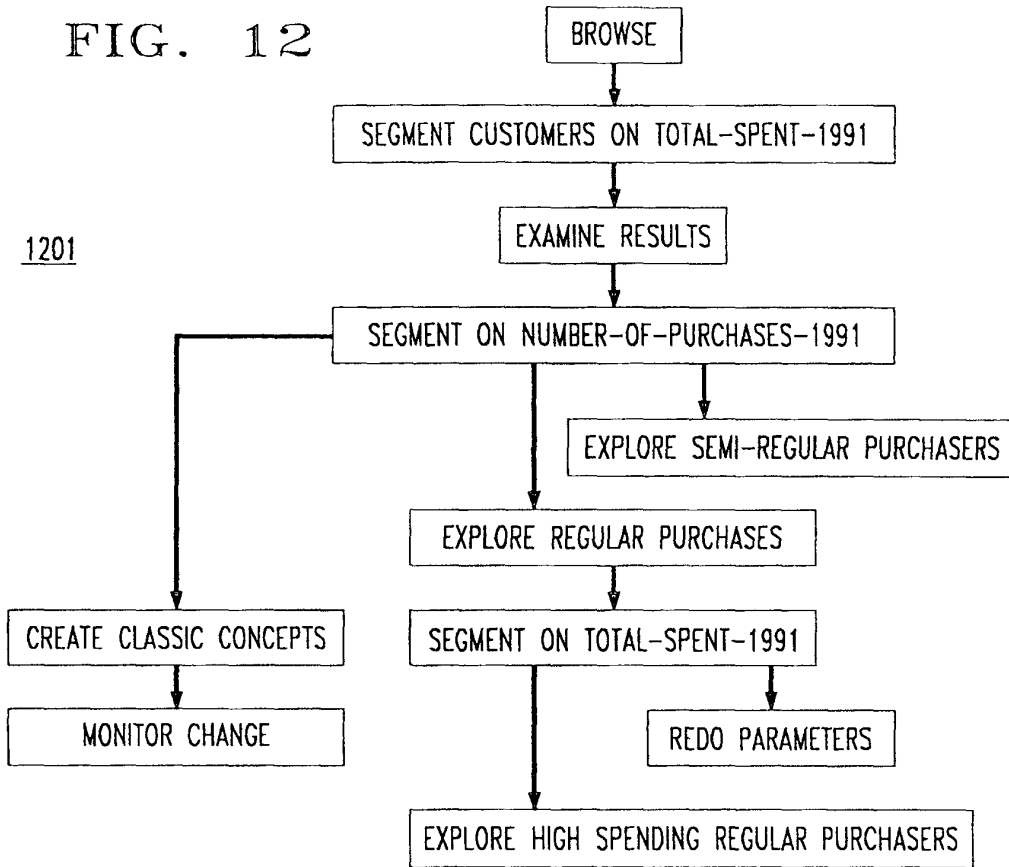 FIG. 12
BROWSE
SEGMENT CUSTOMERS ON TOTAL-SPENT-1991
EXAMINE RESULTS
1201
SEGMENT ON NUMBER-OF-PURCHASES-1991
EXPLORE SEMI-REGULAR PURCHASERS
EXPLORE REGULAR PURCHASES
CREATE CLASSIC CONCEPTS
SEGMENT ON TOTAL-SPENT-1991
MONITOR CHANGE
REDO PARAMETERS
EXPLORE HIGH SPENDING REGULAR PURCHASERS